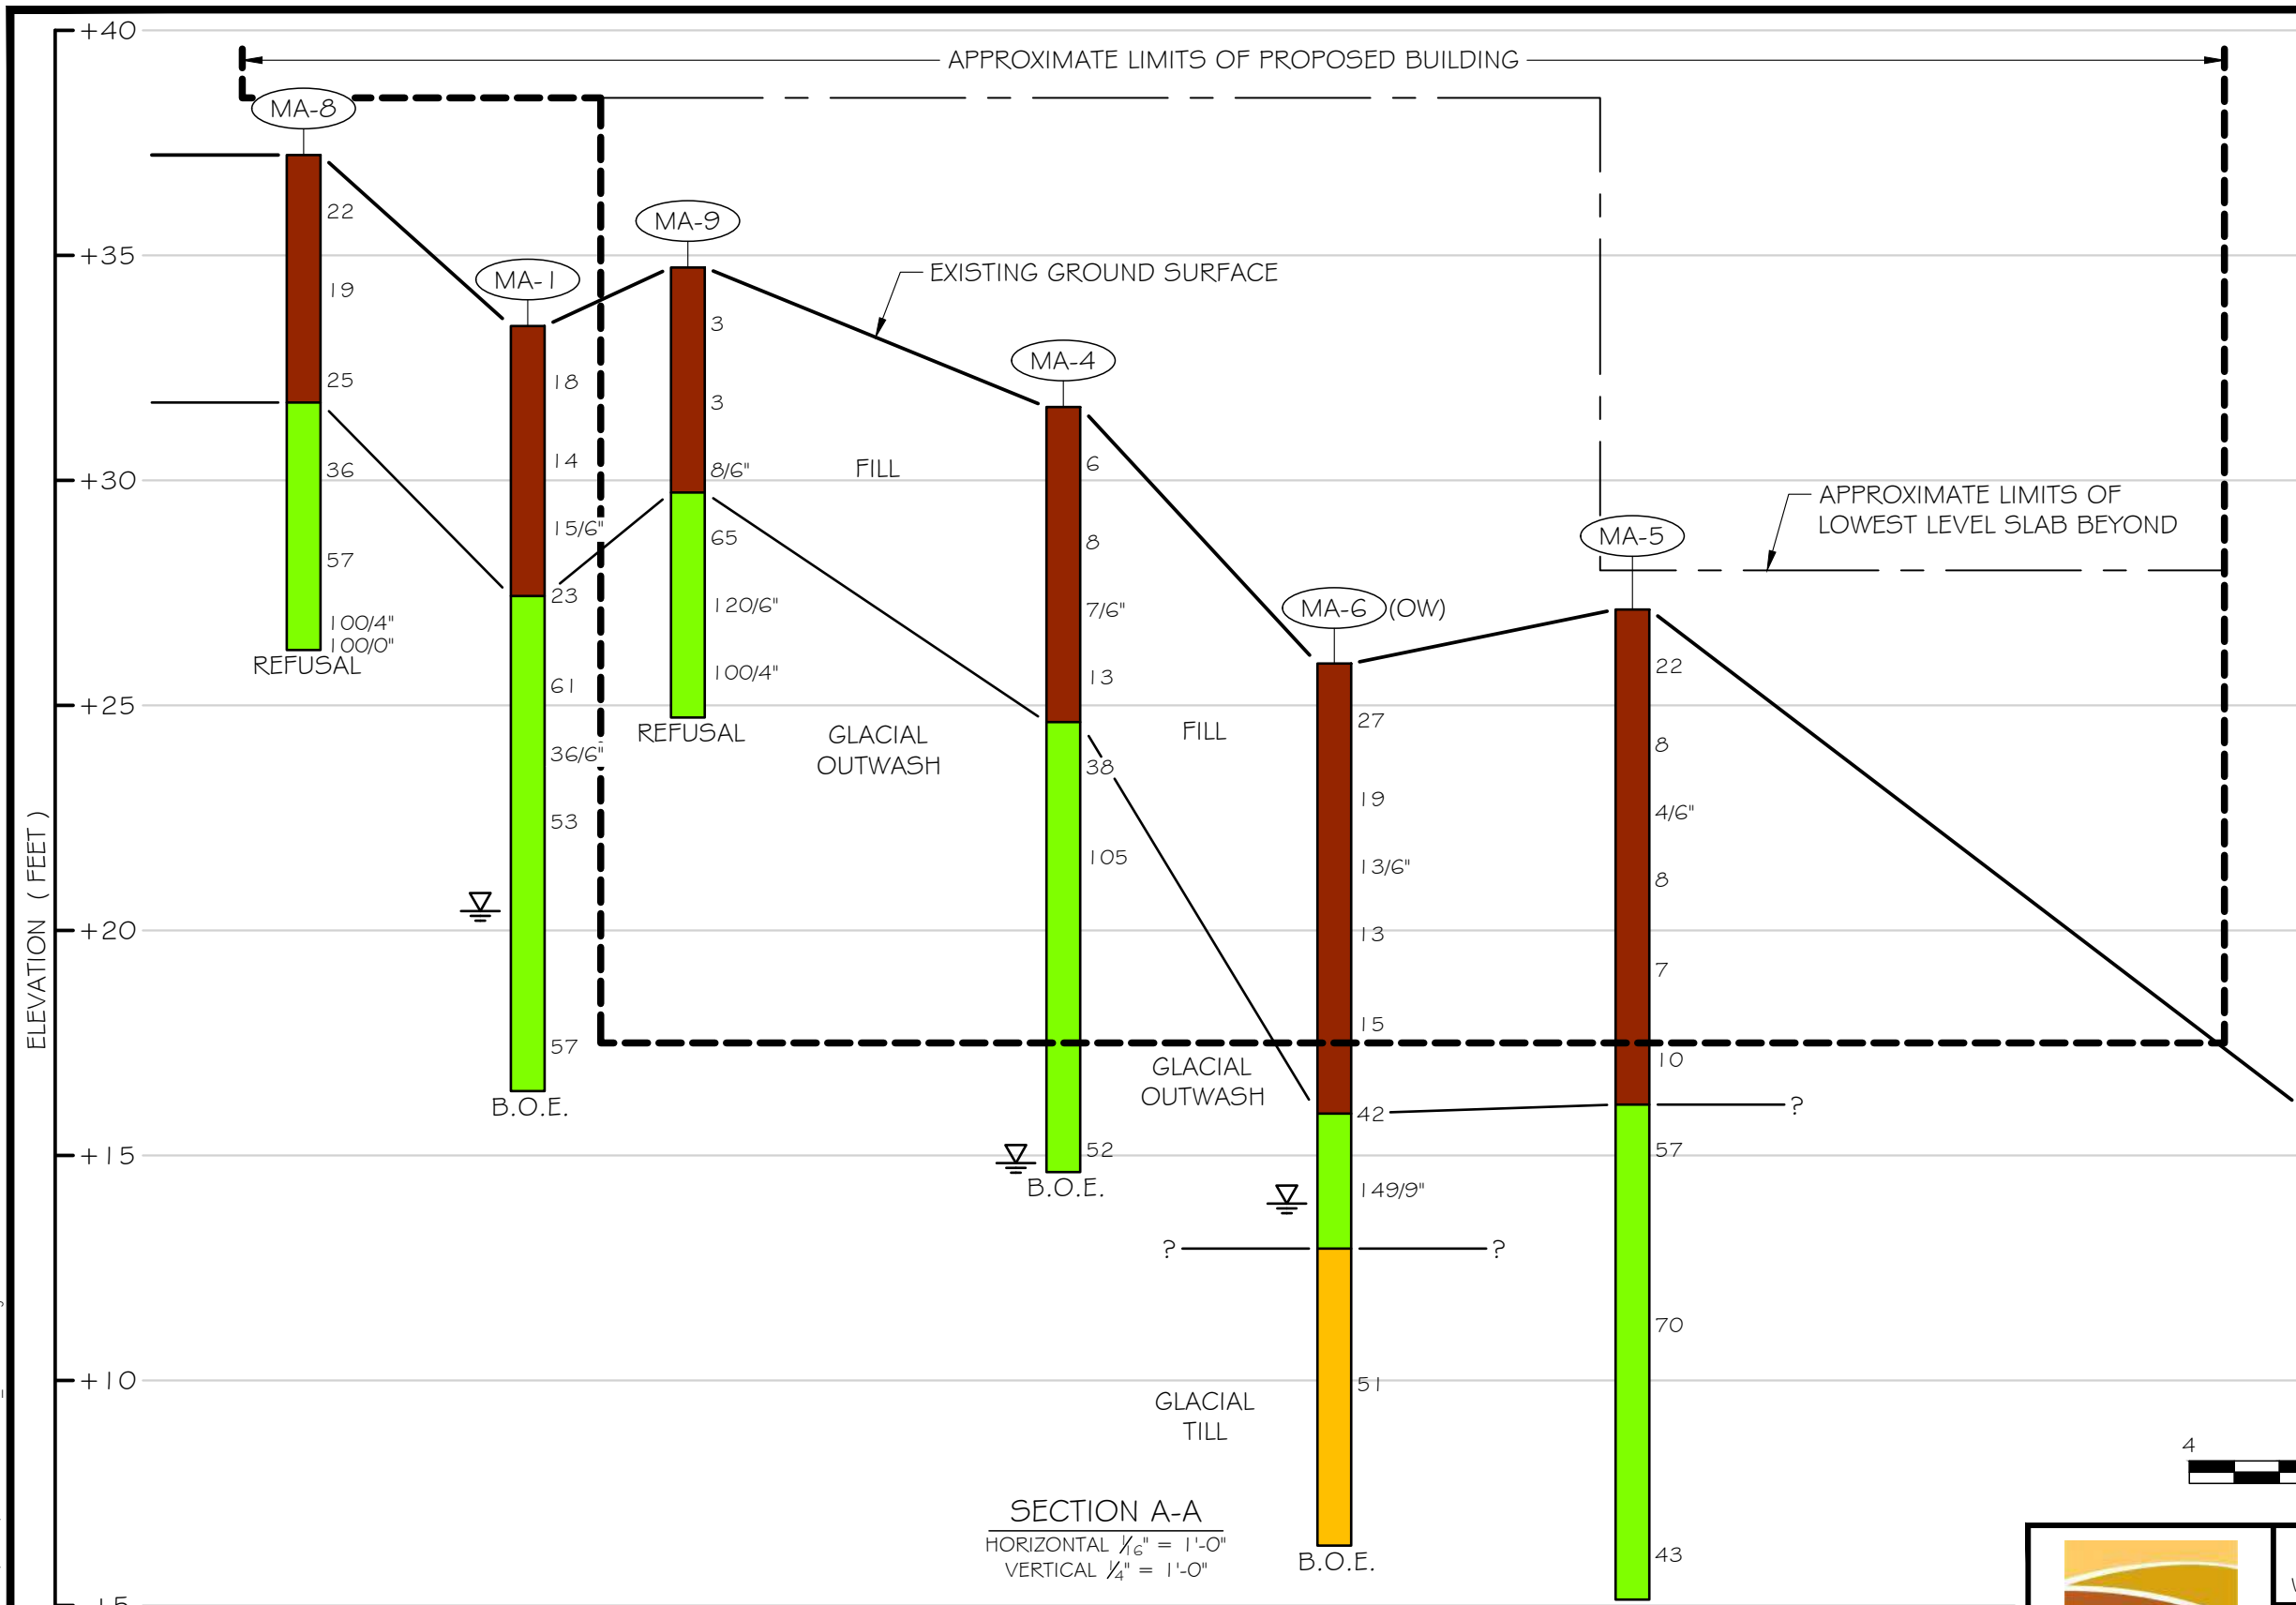 +40
APPROXIMATE LIMITS OF PROPOSED BUILDING
MA-8
22
19
25
36
57
100/4"
100/0"
REFUSAL
+35
MA-1
18
14
15/6"
23
61
36/6"
53
57
B.O.E.
MA-9
3
3
8/6"
65
120/6"
100/4"
REFUSAL
EXISTING GROUND SURFACE
FILL
GLACIAL
OUTWASH
+30
MA-4
6
8
7/6"
13
38
105
52
B.O.E.
FILL
GLACIAL
OUTWASH
+25
MA-6 (OW)
27
19
13/6"
13
15
42
149/9"
51
B.O.E.
? ?
GLACIAL
TILL
APPROXIMATE LIMITS OF
LOWEST LEVEL SLAB BEYOND
MA-5
22
8
4/6"
8
7
10
57
70
43
?
ELEVATION ( FEET )
+20
+15
+10
SECTION A-A
HORIZONTAL 1/16" = 1'-0"
VERTICAL 1/4" = 1'-0"
4